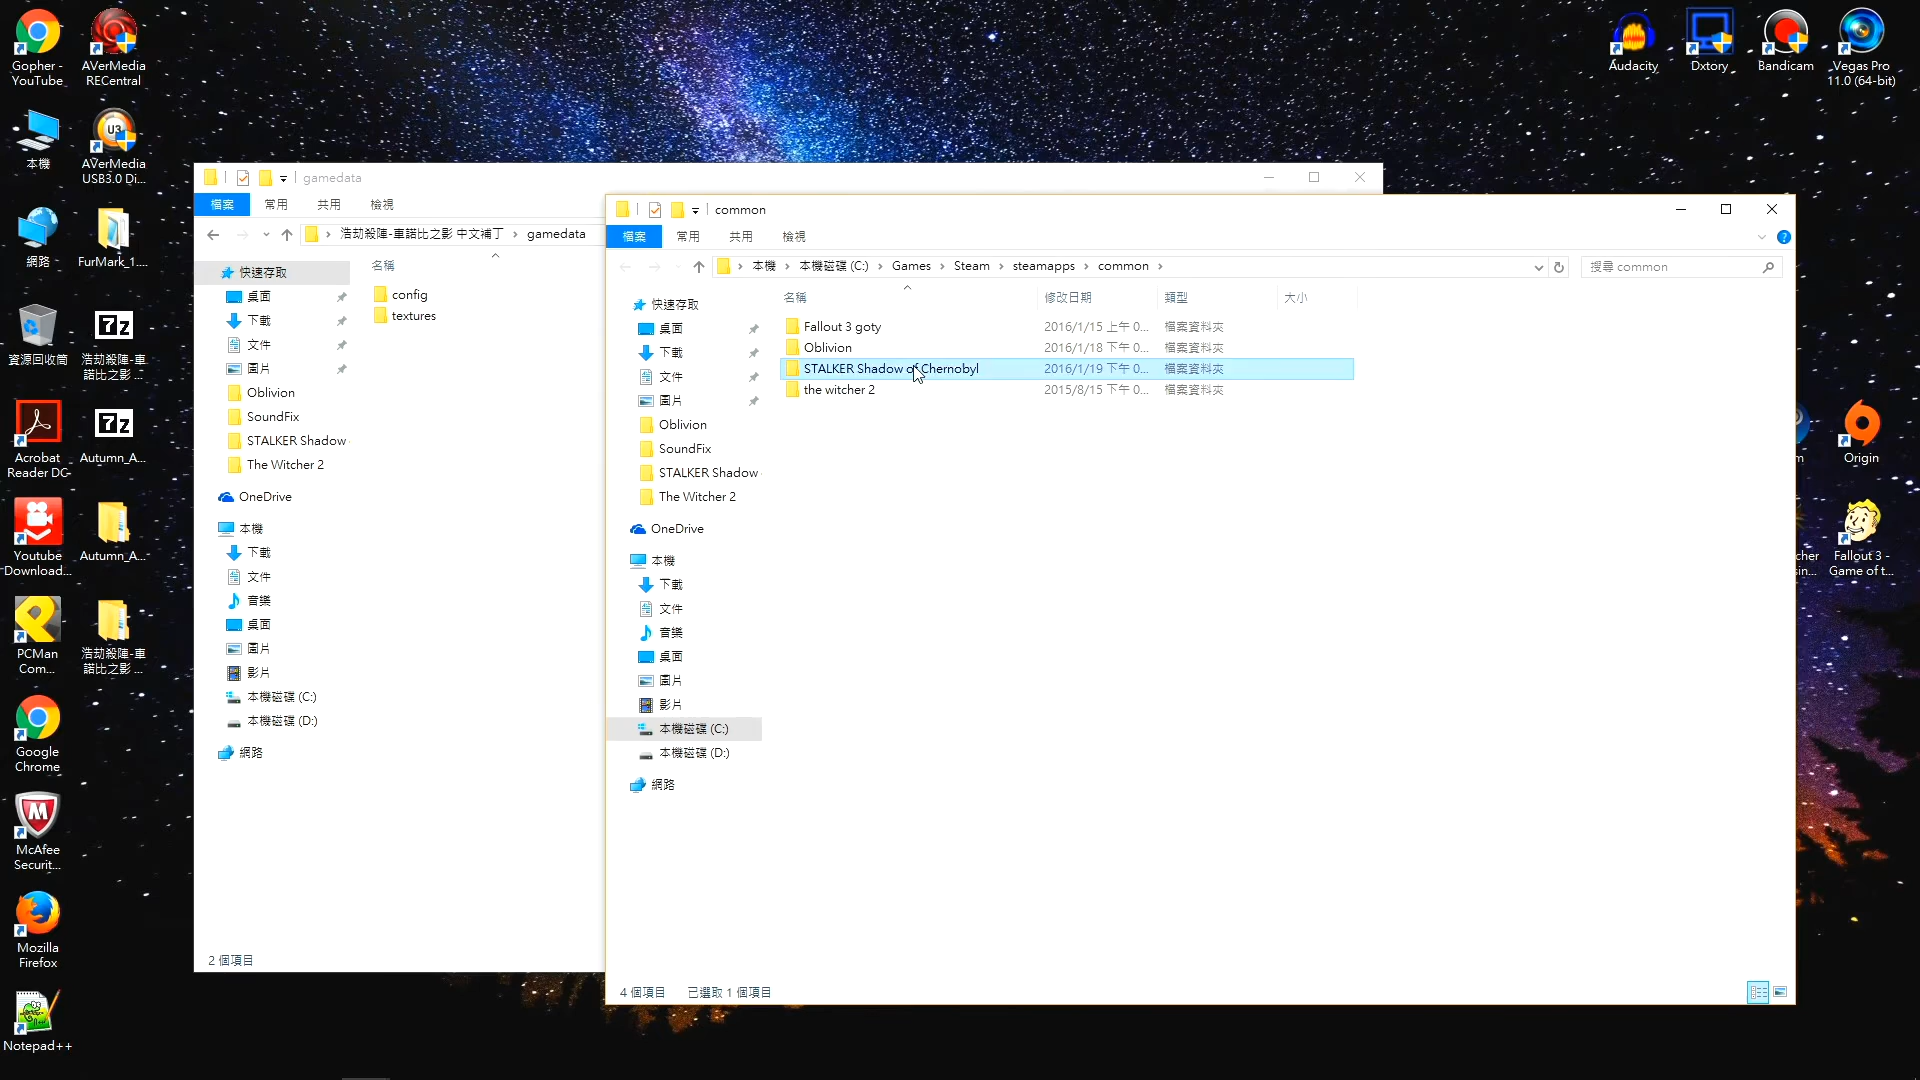 Gopher -
YouTube
AVerMedia
RECentral
本機
AVerMedia
USB3.0 Di...
網路
FurMark_1....
資源回收筒
浩劫殺陣-車
諾比之影 ...
Acrobat
Reader DC
Autumn_A...
Youtube
Download...
Autumn_A...
PCMan
Com...
浩劫殺陣-車
諾比之影 ...
Google
Chrome
McAfee
Securit...
Mozilla
Firefox
Notepad++
Audacity
Dxtory
Bandicam
Vegas Pro
11.0 (64-bit)
Origin
Fallout 3 -
Game of t...
gamedata
檔案 常用 共用 檢視
浩劫殺陣-車諾比之影 中文補丁 gamedata
快速存取
桌面
下載
文件
圖片
Oblivion
SoundFix
STALKER Shadow
The Witcher 2
OneDrive
本機
下載
文件
音樂
桌面
圖片
影片
本機磁碟 (C:)
本機磁碟 (D:)
網路
名稱
config
textures
2 個項目
common
檔案 常用 共用 檢視
本機 本機磁碟 (C:) Games Steam steamapps common
搜尋 common
快速存取
桌面
下載
文件
圖片
Oblivion
SoundFix
STALKER Shadow
The Witcher 2
OneDrive
本機
下載
文件
音樂
桌面
圖片
影片
本機磁碟 (C:)
本機磁碟 (D:)
網路
名稱 修改日期 類型 大小
Fallout 3 goty 2016/1/15 上午 0... 檔案資料夾
Oblivion 2016/1/18 下午 0... 檔案資料夾
STALKER Shadow of Chernobyl 2016/1/19 下午 0... 檔案資料夾
the witcher 2 2015/8/15 下午 0... 檔案資料夾
4 個項目 已選取 1 個項目